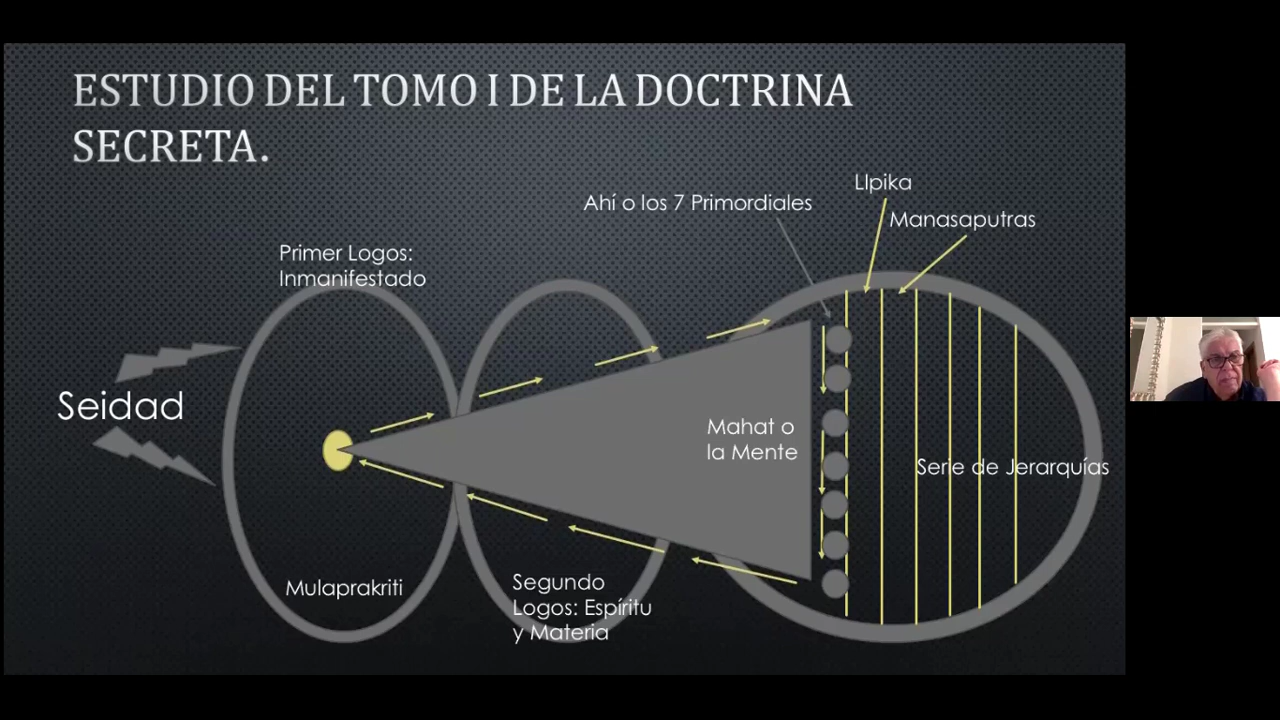 ESTUDIO DEL TOMO I DE LA DOCTRINA
SECRETA.
LIpika
Ahí o los 7 Primordiales
Manasaputras
Primer Logos:
Inmanifestado
Seidad
Mahat o
la Mente
Serie de Jerarquías
Mulaprakriti
Segundo
Logos: Espíritu
y Materia